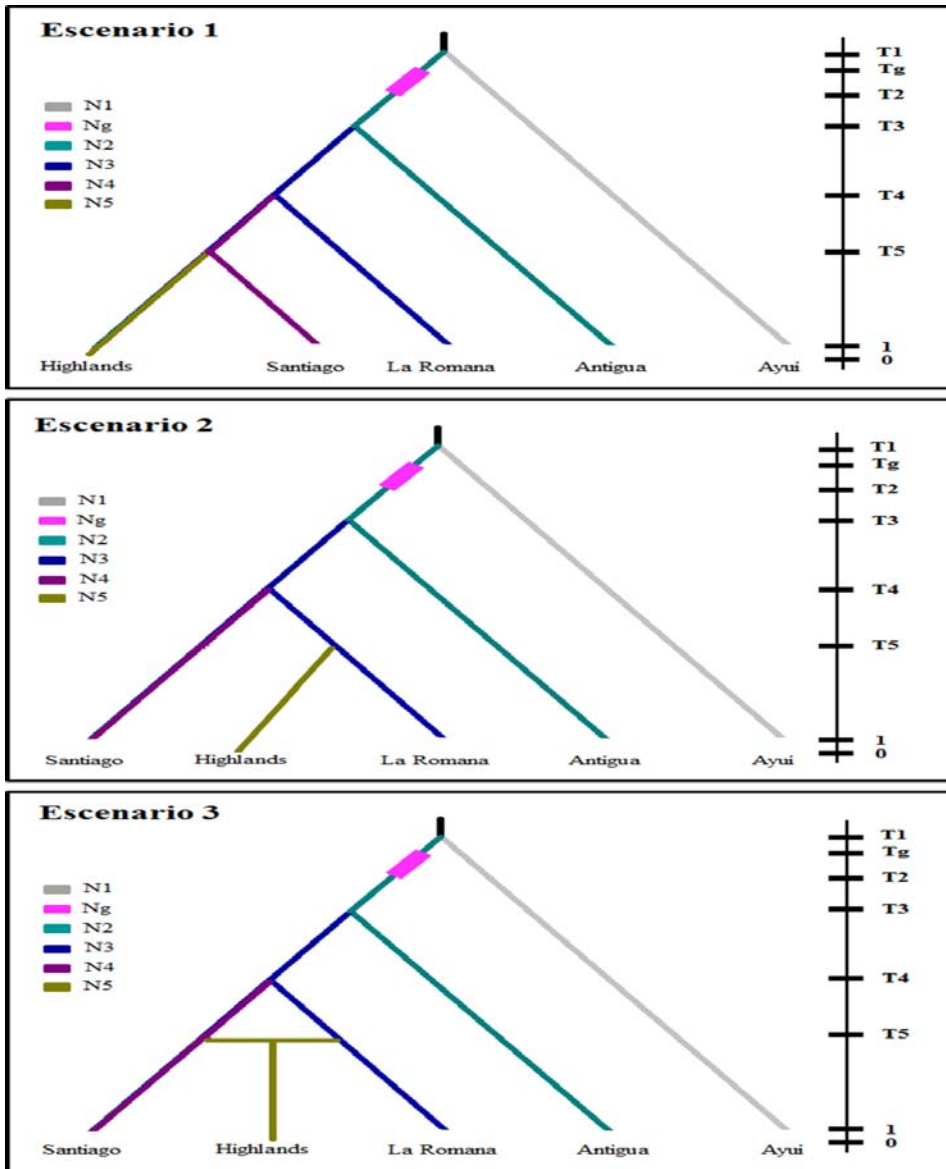 Escenario 1
N1
Ng
N2
N3
N4
N5
T1
Tg
T2
T3
T4
T5
1
0
Highlands Santiago La Romana Antigua Ayui
Escenario 2
N1
Ng
N2
N3
N4
N5
T1
Tg
T2
T3
T4
T5
1
0
Santiago Highlands La Romana Antigua Ayui
Escenario 3
N1
Ng
N2
N3
N4
N5
T1
Tg
T2
T3
T4
T5
1
0
Santiago Highlands La Romana Antigua Ayui